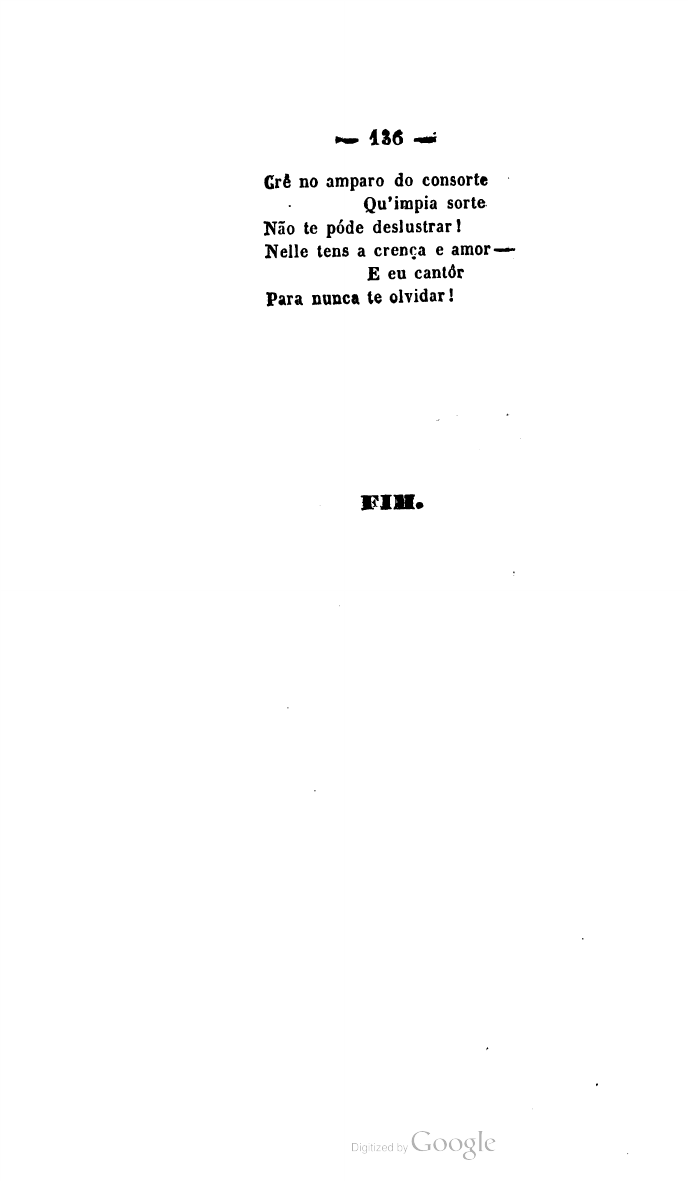 — 136 —
Crê no amparo do consorte
Qu'impia sorte
Não te póde deslustrar!
Nelle tens a crença e amor—
E eu cantôr
Para nunca te olvidar!
FIM.
Digitized by Google